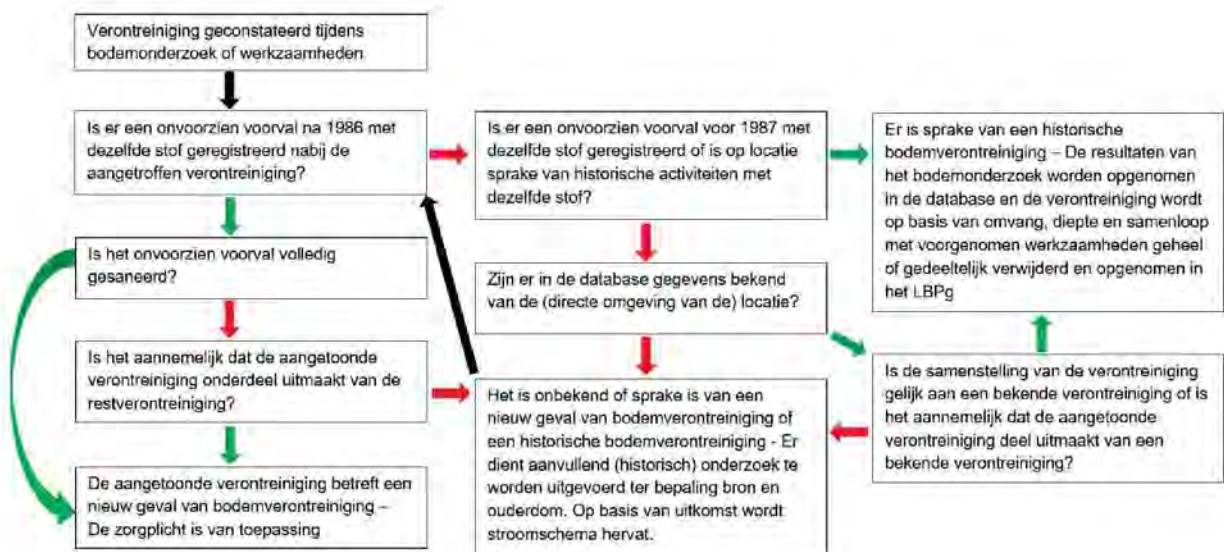 Verontreiniging geconstateerd tijdens
bodemonderzoek of werkzaamheden
Is er een onvoorzien voorval na 1986 met
dezelfde stof geregistreerd nabij de
aangetroffen verontreiniging?
Is het onvoorzien voorval volledig
gesaneerd?
Is het aannemelijk dat de aangetoonde
verontreiniging onderdeel uitmaakt van de
restverontreiniging?
De aangetoonde verontreiniging betreft een
nieuw geval van bodemverontreiniging –
De zorgplicht is van toepassing
Is er een onvoorzien voorval voor 1987 met
dezelfde stof geregistreerd of is op locatie
sprake van historische activiteiten met
dezelfde stof?
Zijn er in de database gegevens bekend
van de (directe omgeving van de) locatie?
Het is onbekend of sprake is van een
nieuw geval van bodemverontreiniging of
een historische bodemverontreiniging - Er
dient aanvullend (historisch) onderzoek te
worden uitgevoerd ter bepaling bron en
ouderdom. Op basis van uitkomst wordt
stroomschema hervat.
Er is sprake van een historische
bodemverontreiniging – De resultaten van
het bodemonderzoek worden opgenomen
in de database en de verontreiniging wordt
op basis van omvang, diepte en samenloop
met voorgenomen werkzaamheden geheel
of gedeeltelijk verwijderd en opgenomen in
het LBPg
Is de samenstelling van de verontreiniging
gelijk aan een bekende verontreiniging of is
het aannemelijk dat de aangetoonde
verontreiniging deel uitmaakt van een
bekende verontreiniging?